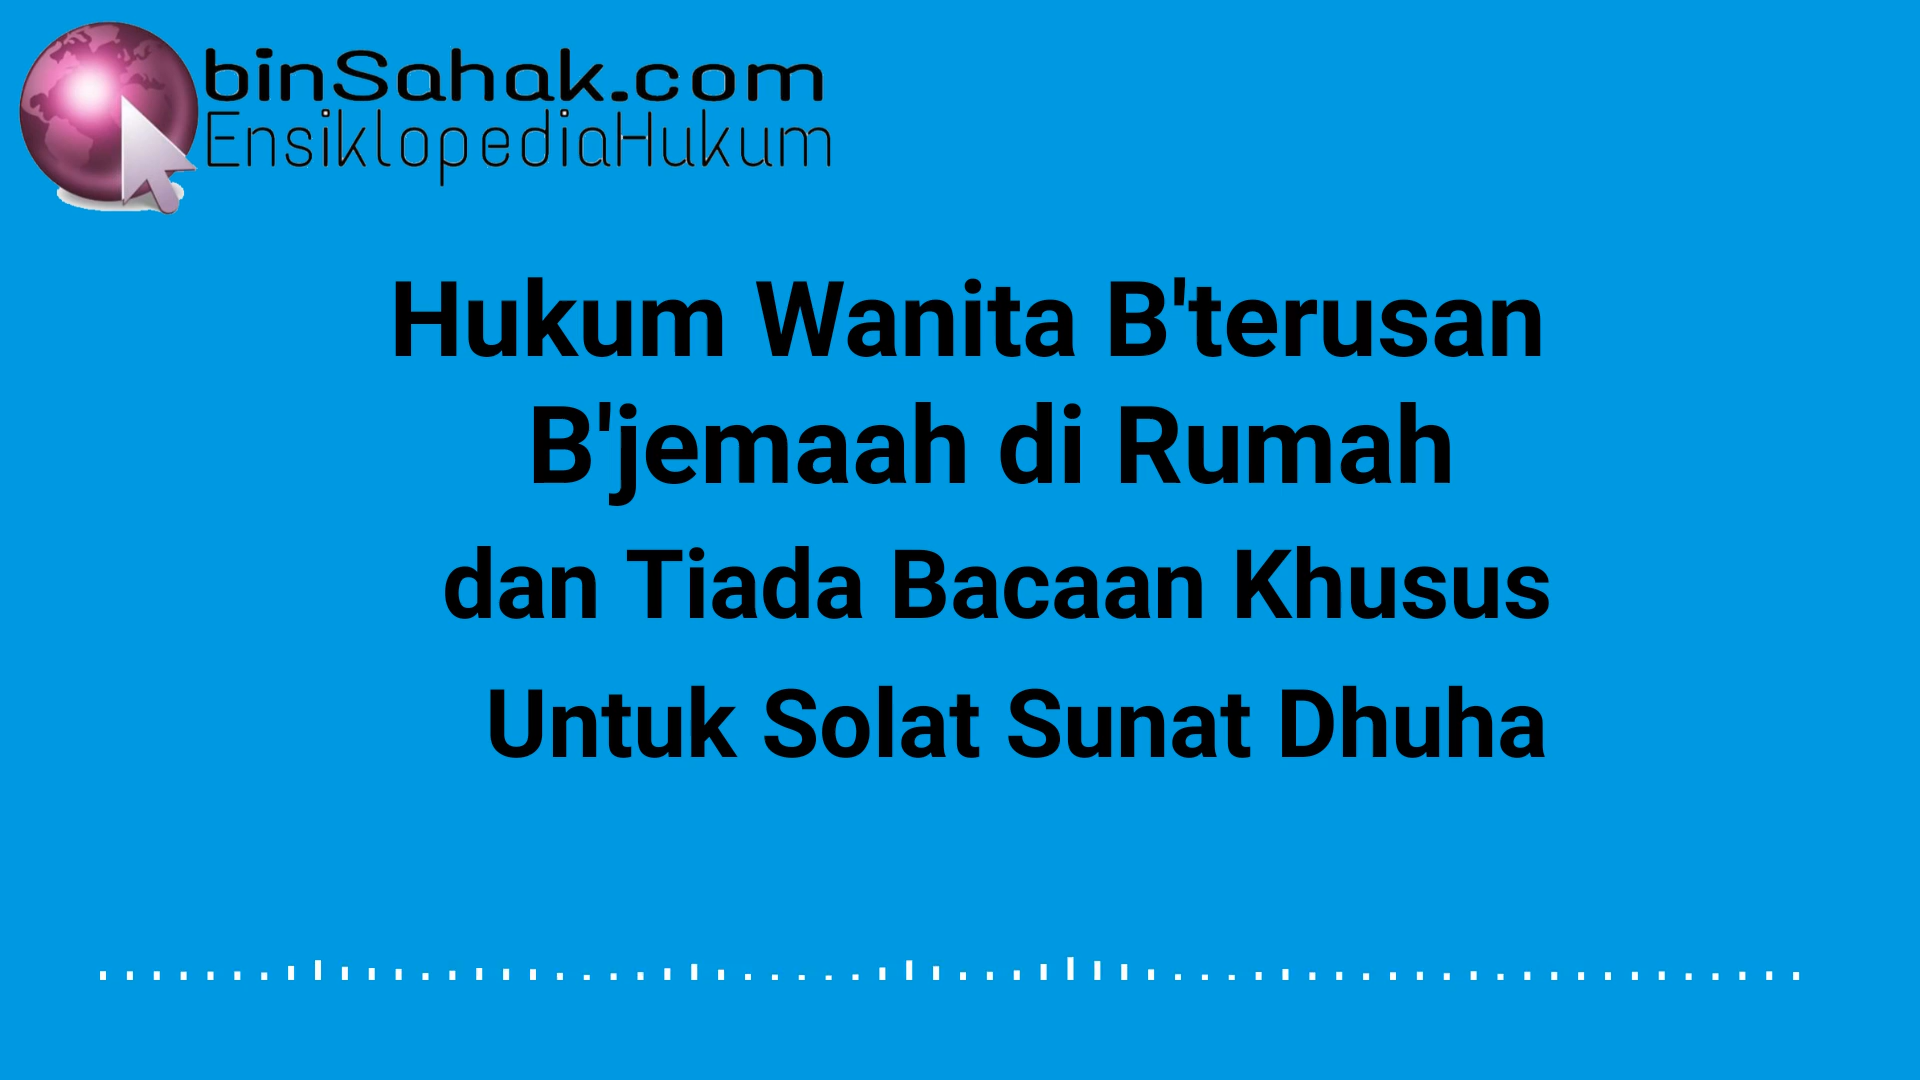 binSahak.com
EnsiklopediaHukum
Hukum Wanita B'terusan
B'jemaah di Rumah
dan Tiada Bacaan Khusus
Untuk Solat Sunat Dhuha